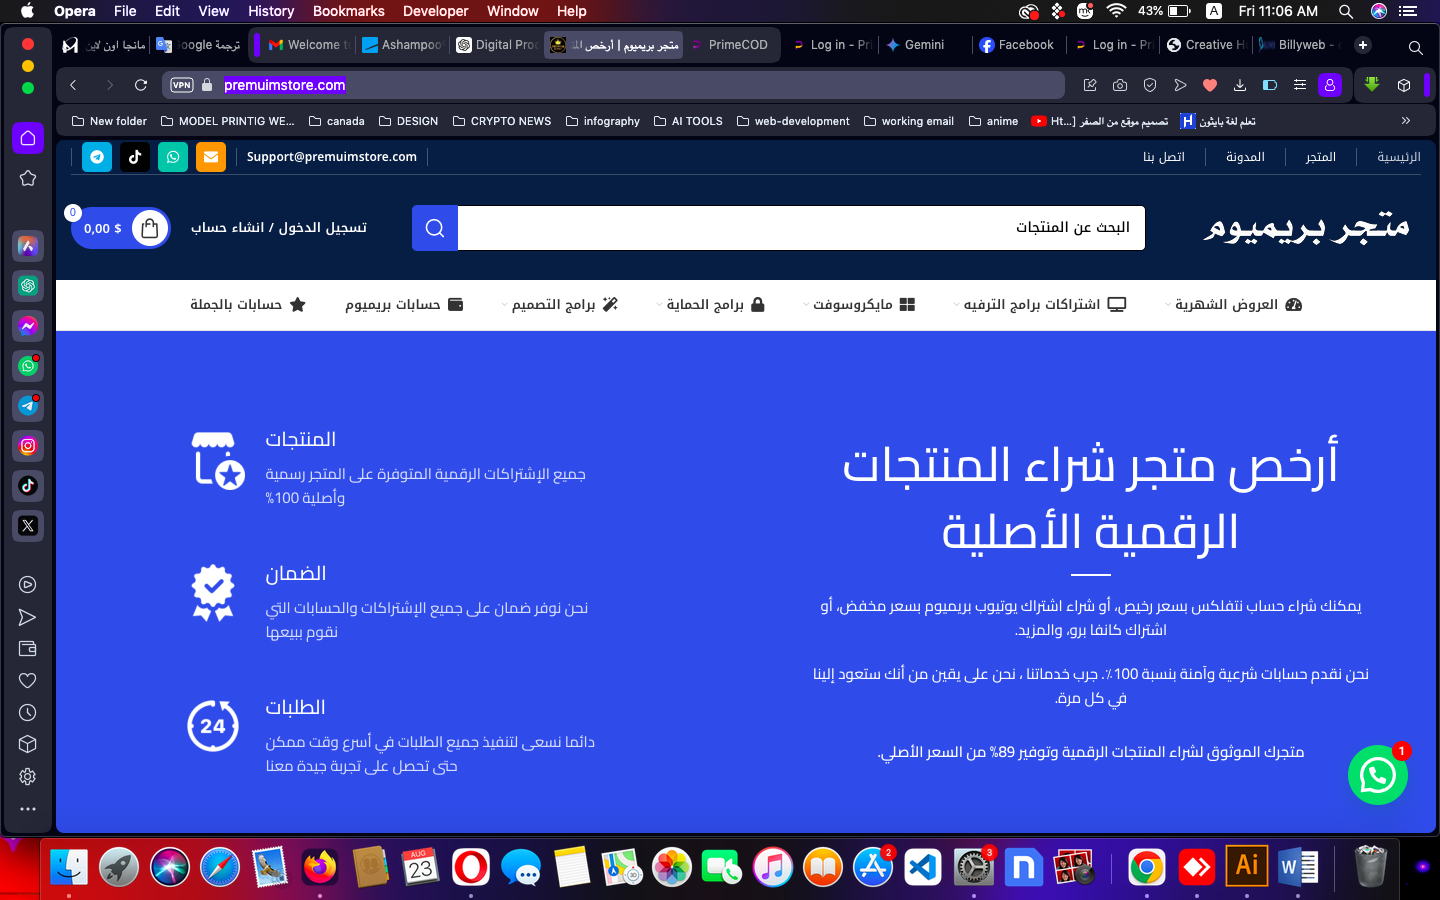 Opera File Edit View History Bookmarks Developer Window Help
43% A Fri 11:06 AM
مانجا اون لاين
ترجمة Google
Welcome t
Ashampoo
Digital Pro
متجر بريميوم | أرخص
PrimeCOD
Log in - Pri
Gemini
Facebook
Log in - Pr
Creative H
Billyweb -
VPN premuimstore.com
New folder MODEL PRINTIG WE... canada DESIGN CRYPTO NEWS infography AI TOOLS web-development working email anime تصميم موقع من الصفر [...Ht تعلم لغة بايثون
Support@premuimstore.com
الرئيسية المتجر المدونة اتصل بنا
متجر بريميوم
البحث عن المنتجات
تسجيل الدخول / انشاء حساب
0,00 $
0
العروض الشهرية اشتراكات برامج الترفيه مايكروسوفت برامج الحماية برامج التصميم حسابات بريميوم حسابات بالجملة
أرخص متجر شراء المنتجات
الرقمية الأصلية
يمكنك شراء حساب نتفلكس بسعر رخيص، أو شراء اشتراك يوتيوب بريميوم بسعر مخفض، أو
اشتراك كانفا برو، والمزيد.
نحن نقدم حسابات شرعية وآمنة بنسبة 100٪. جرب خدماتنا ، نحن على يقين من أنك ستعود إلينا
في كل مرة.
متجرك الموثوق لشراء المنتجات الرقمية وتوفير 89% من السعر الأصلي.
المنتجات
جميع الإشتراكات الرقمية المتوفرة على المتجر رسمية
وأصلية 100%
الضمان
نحن نوفر ضمان على جميع الإشتراكات والحسابات التي
نقوم ببيعها
24
الطلبات
دائما نسعى لتنفيذ جميع الطلبات في أسرع وقت ممكن
حتى تحصل على تجربة جيدة معنا
1
AUG
23
2
3
3D
Ai
W